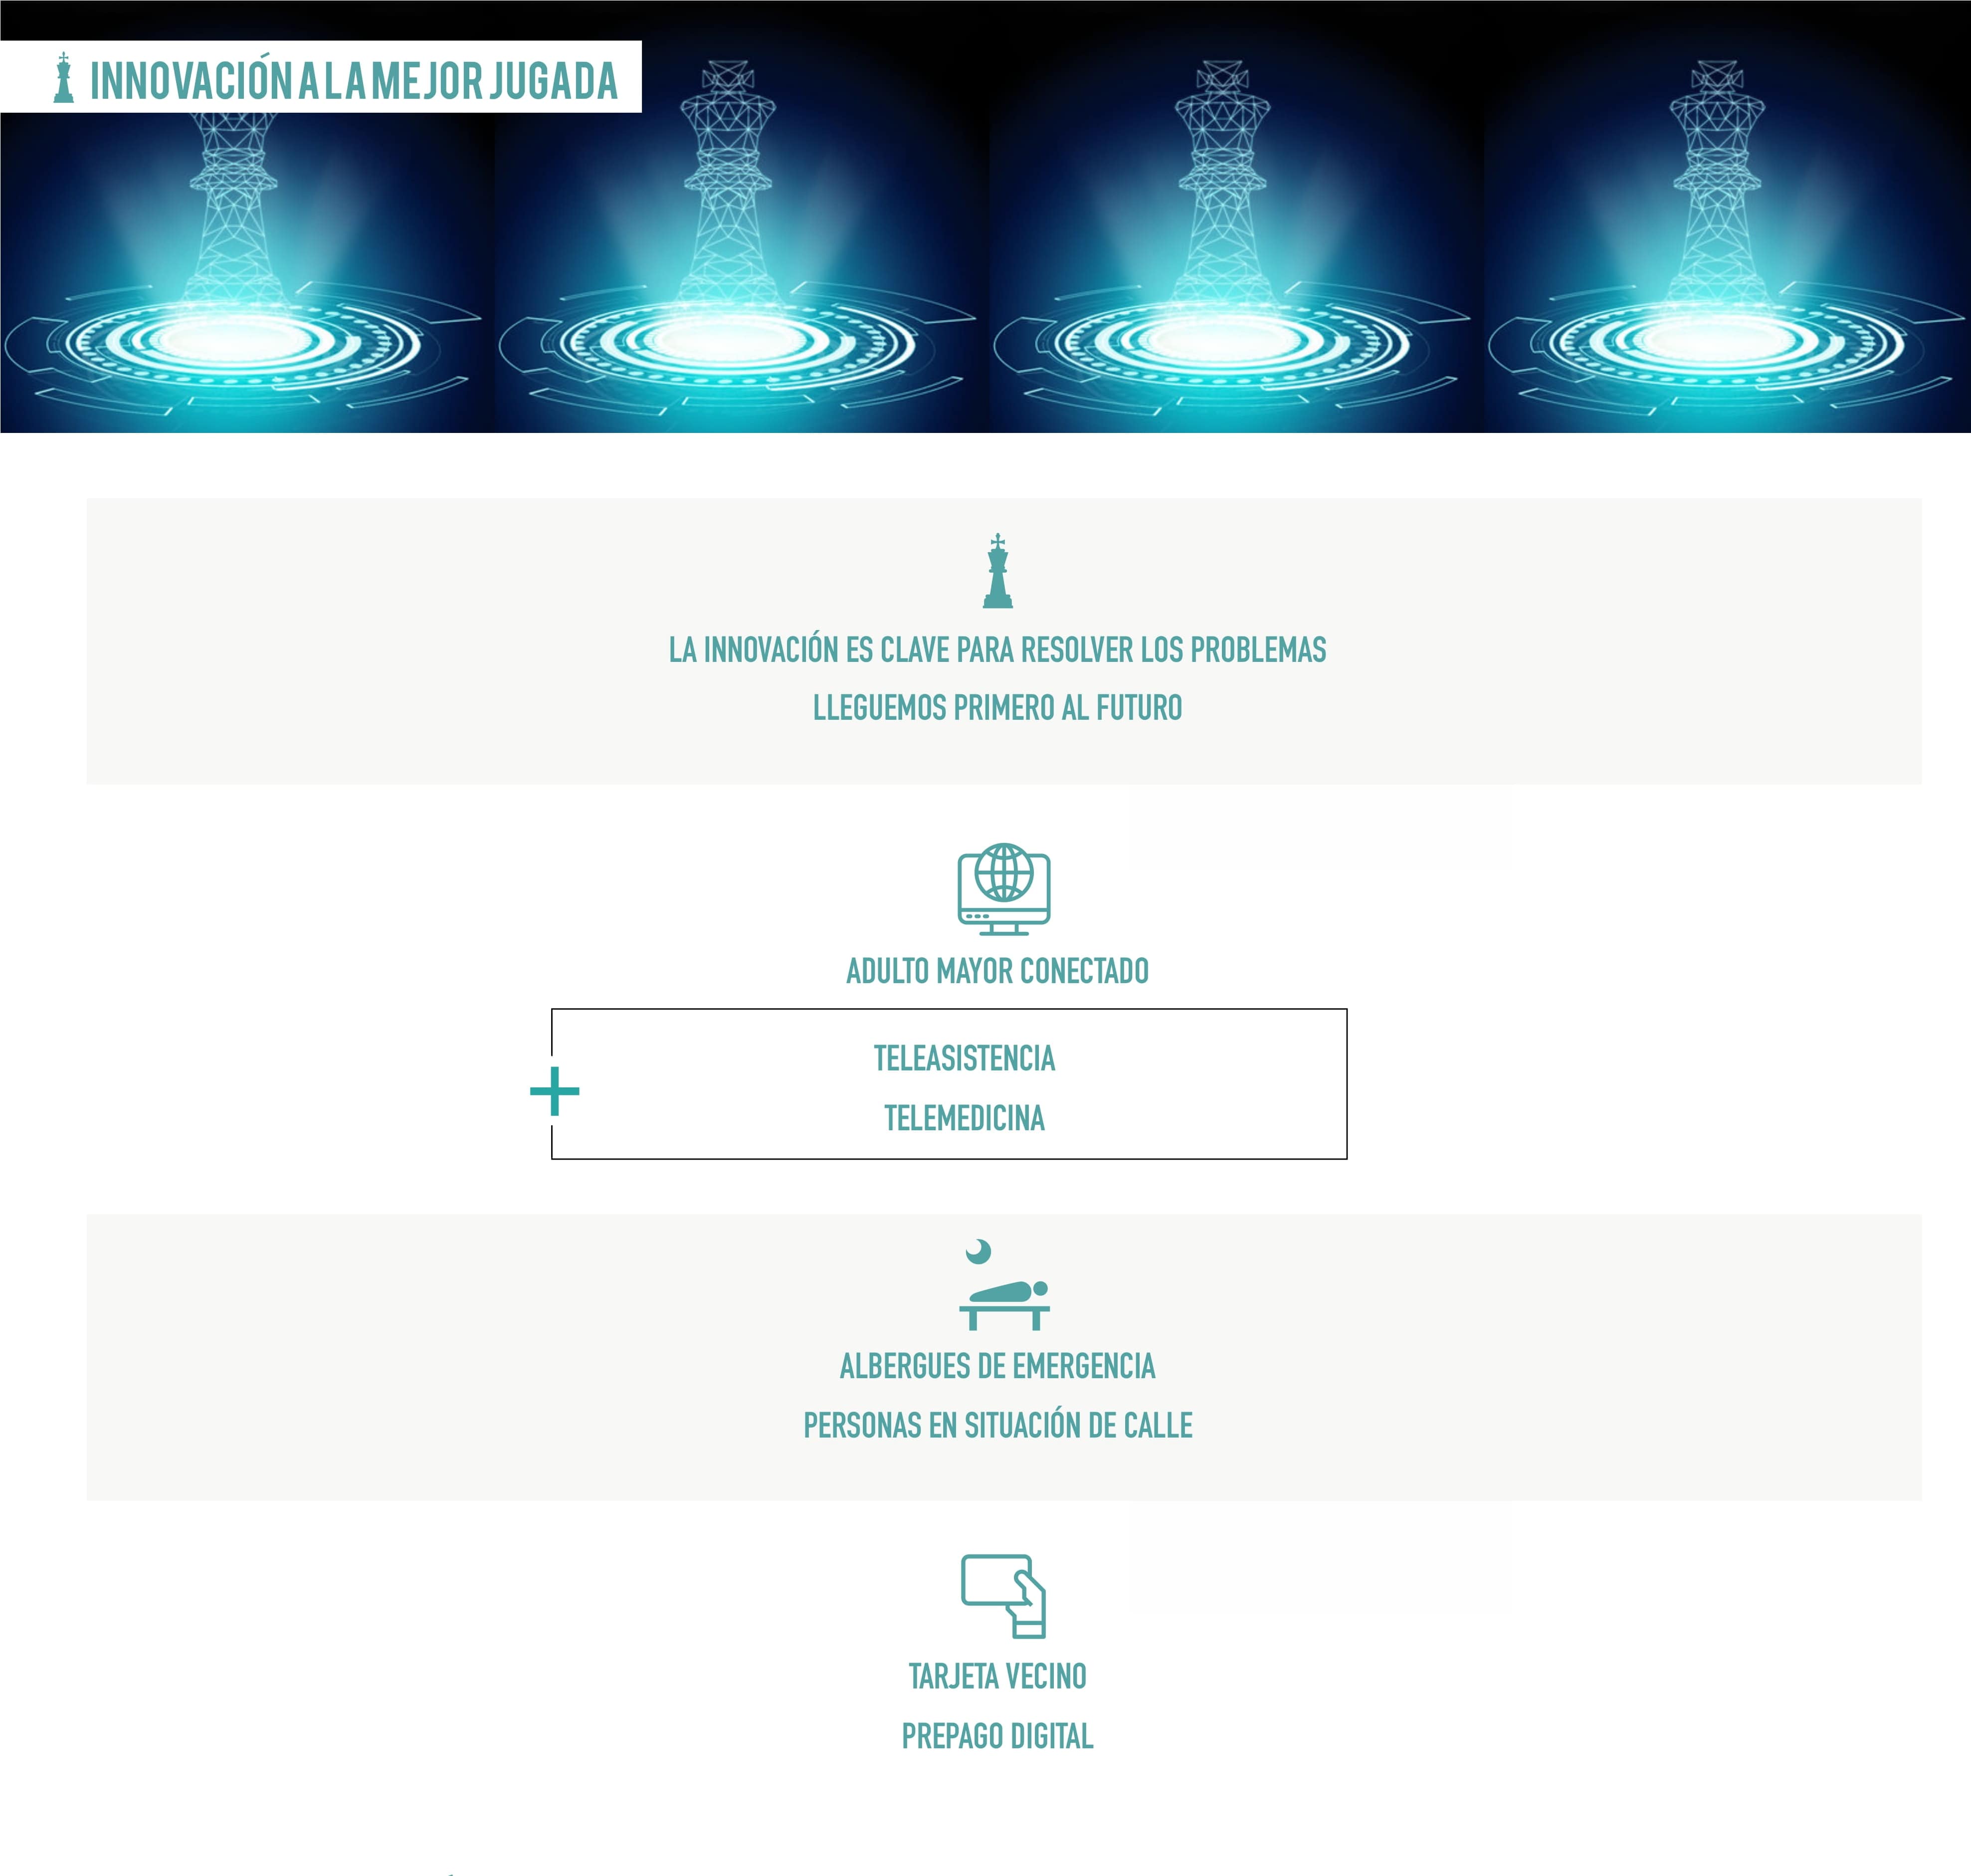 INNOVACIÓN A LA MEJOR JUGADA
LA INNOVACIÓN ES CLAVE PARA RESOLVER LOS PROBLEMAS
LLEGUEMOS PRIMERO AL FUTURO
ADULTO MAYOR CONECTADO
TELEASISTENCIA
TELEMEDICINA
ALBERGUES DE EMERGENCIA
PERSONAS EN SITUACIÓN DE CALLE
TARJETA VECINO
PREPAGO DIGITAL